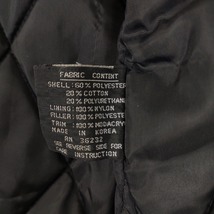 FABRIC CONTENT
SHELL: 60% POLYESTER
20% COTTON
20% POLYURETHANE
LINING: 100% NYLON
FILLER: 100% POLYESTER
TRIM : 100% MODACRYLIC
MADE IN KOREA
RN 36232
SEE REVERSE SIDE FOR
CARE INSTRUCTION